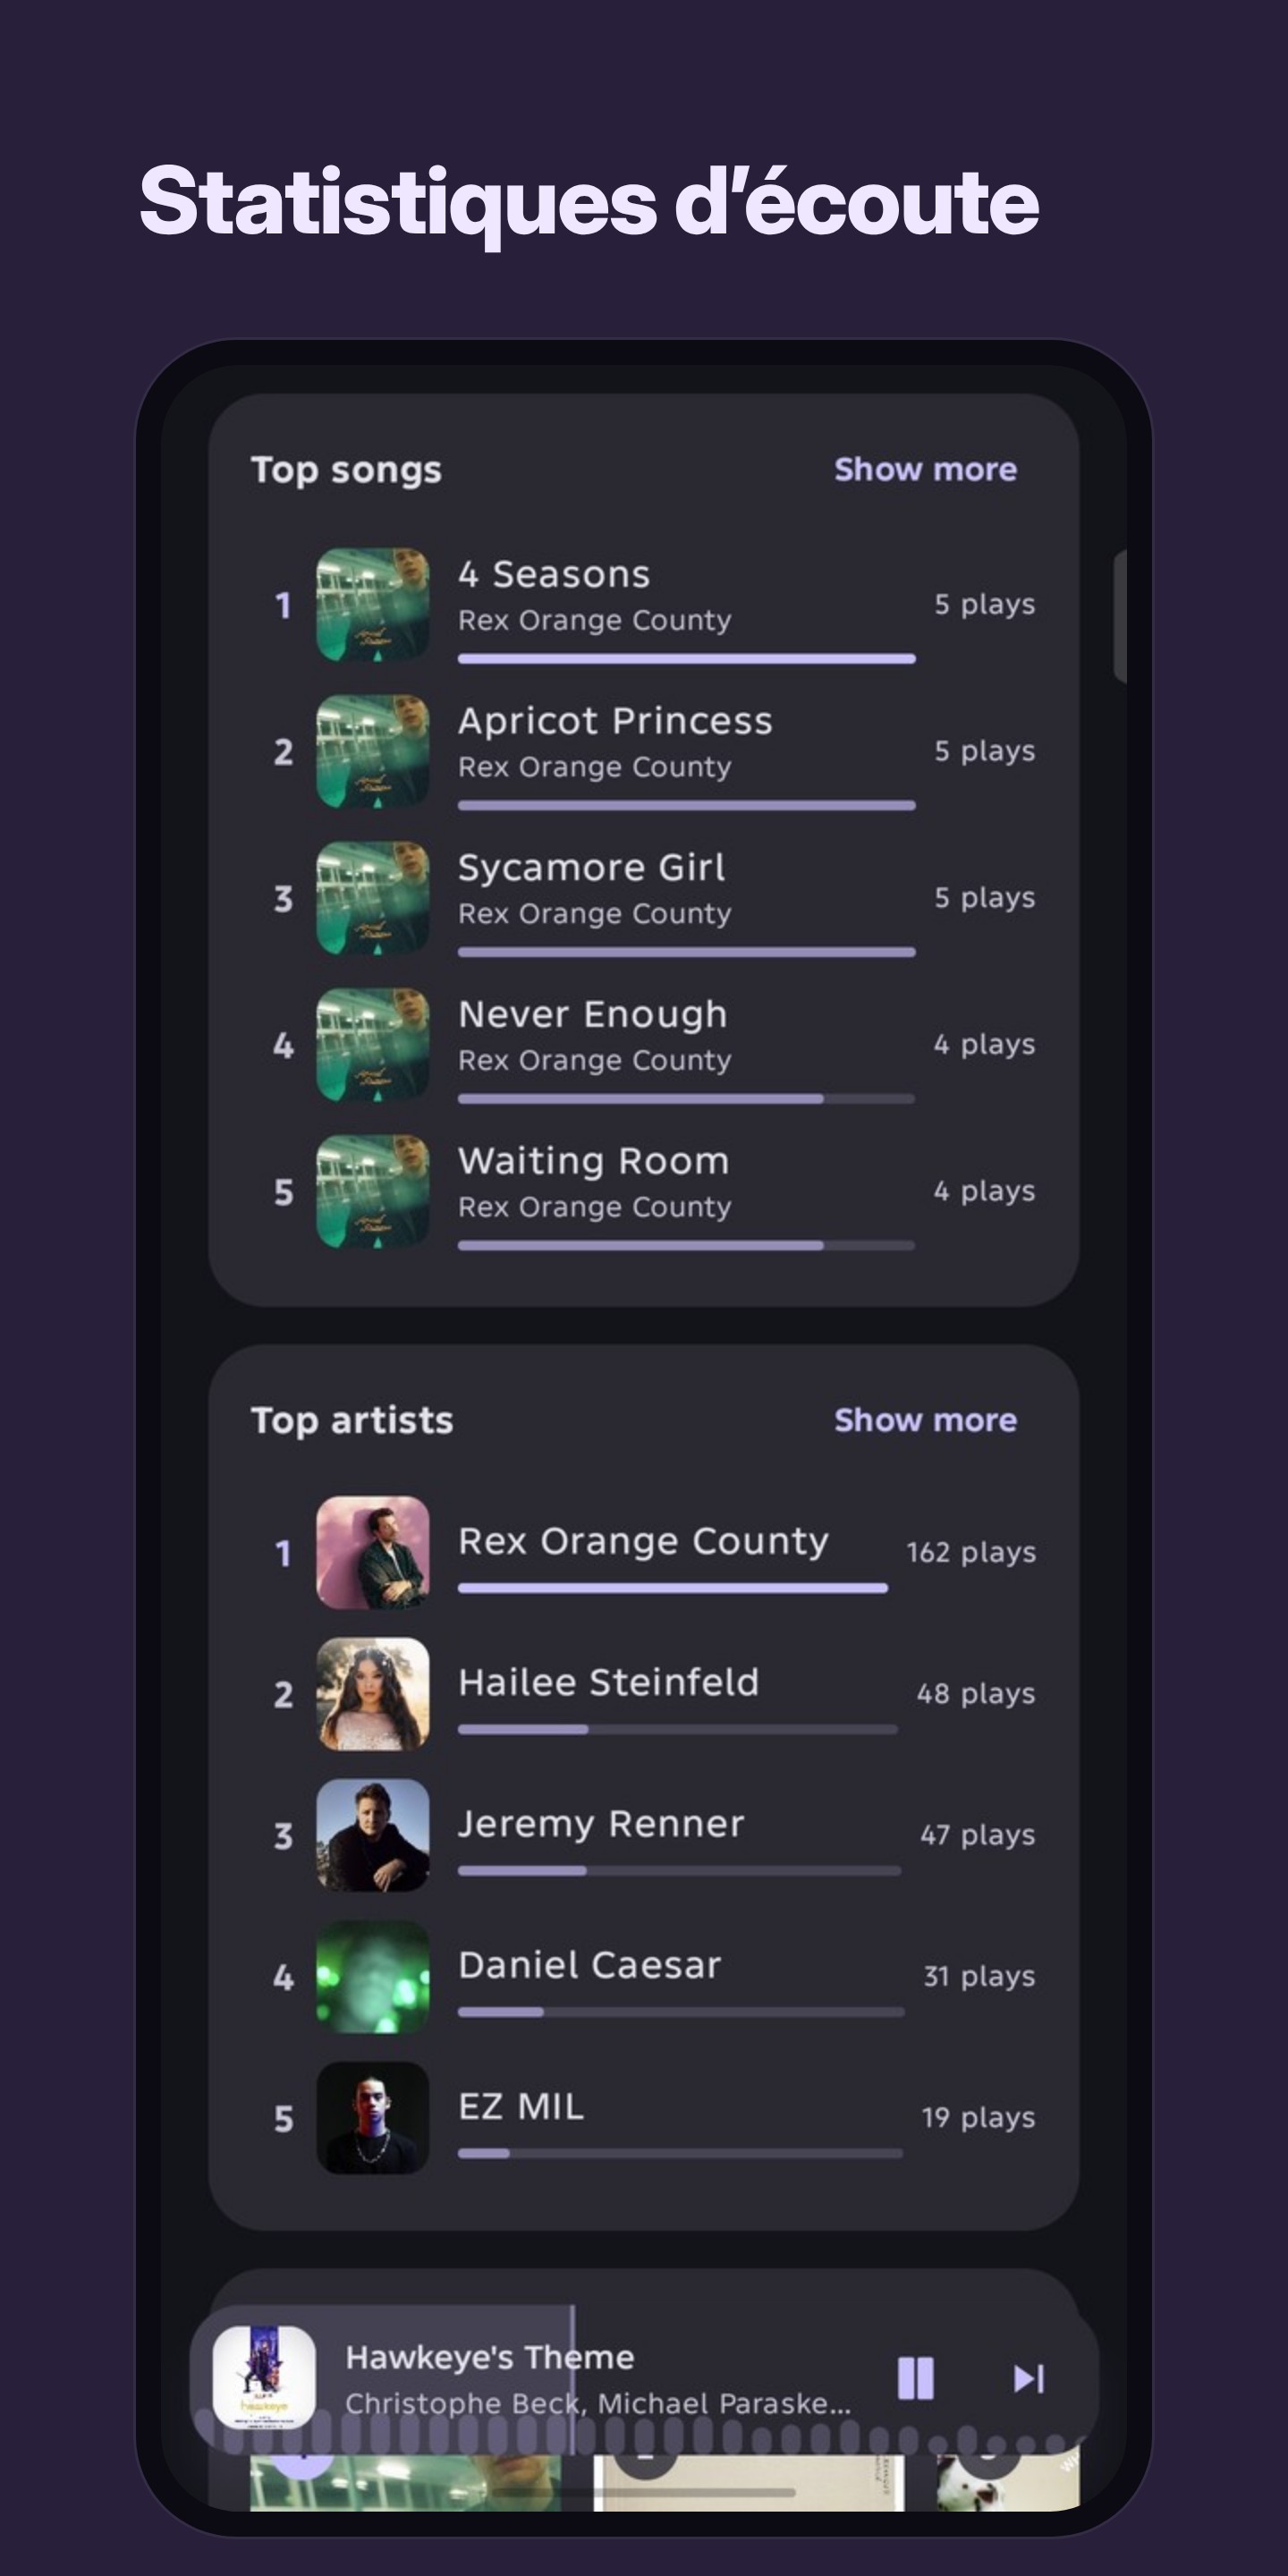 Statistiques d’écoute
Top songs
Show more
1
4 Seasons
Rex Orange County
5 plays
2
Apricot Princess
Rex Orange County
5 plays
3
Sycamore Girl
Rex Orange County
5 plays
4
Never Enough
Rex Orange County
4 plays
5
Waiting Room
Rex Orange County
4 plays
Top artists
Show more
1
Rex Orange County
162 plays
2
Hailee Steinfeld
48 plays
3
Jeremy Renner
47 plays
4
Daniel Caesar
31 plays
5
EZ MIL
19 plays
hawkeye
Hawkeye's Theme
Christophe Beck, Michael Paraske...